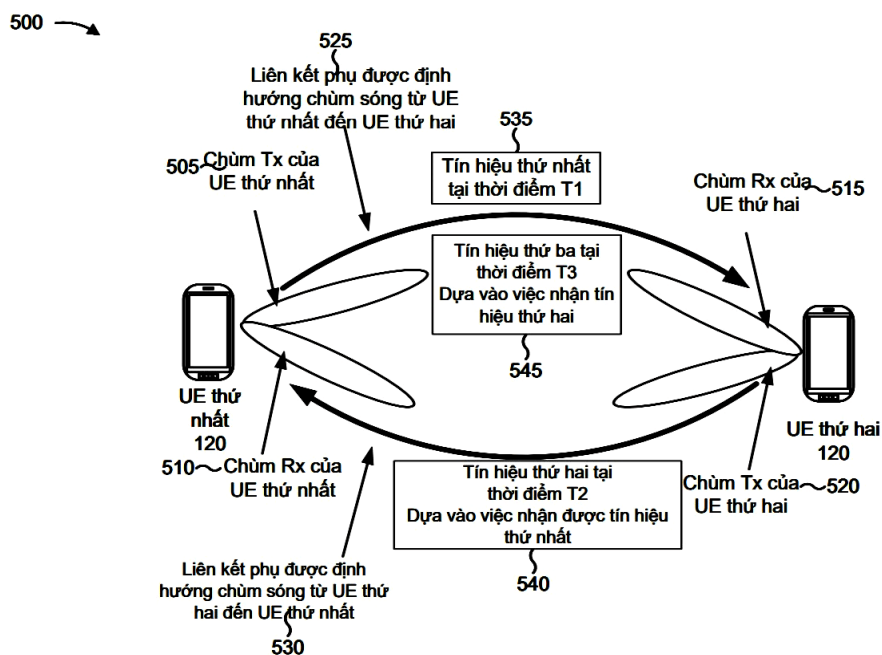 500
525
Liên kết phụ được định
hướng chùm sóng từ UE
thứ nhất đến UE thứ hai
535
Tín hiệu thứ nhất
tại thời điểm T1
505 Chùm Tx của
UE thứ nhất
Chùm Rx của 515
UE thứ hai
Tín hiệu thứ ba tại
thời điểm T3
Dựa vào việc nhận tín
hiệu thứ hai
545
UE thứ
nhất
120
UE thứ hai
120
510 Chùm Rx của
UE thứ nhất
Chùm Tx của 520
UE thứ hai
Tín hiệu thứ hai tại
thời điểm T2
Dựa vào việc nhận được tín hiệu
thứ nhất
540
Liên kết phụ được định
hướng chùm sóng từ UE thứ
hai đến UE thứ nhất
530